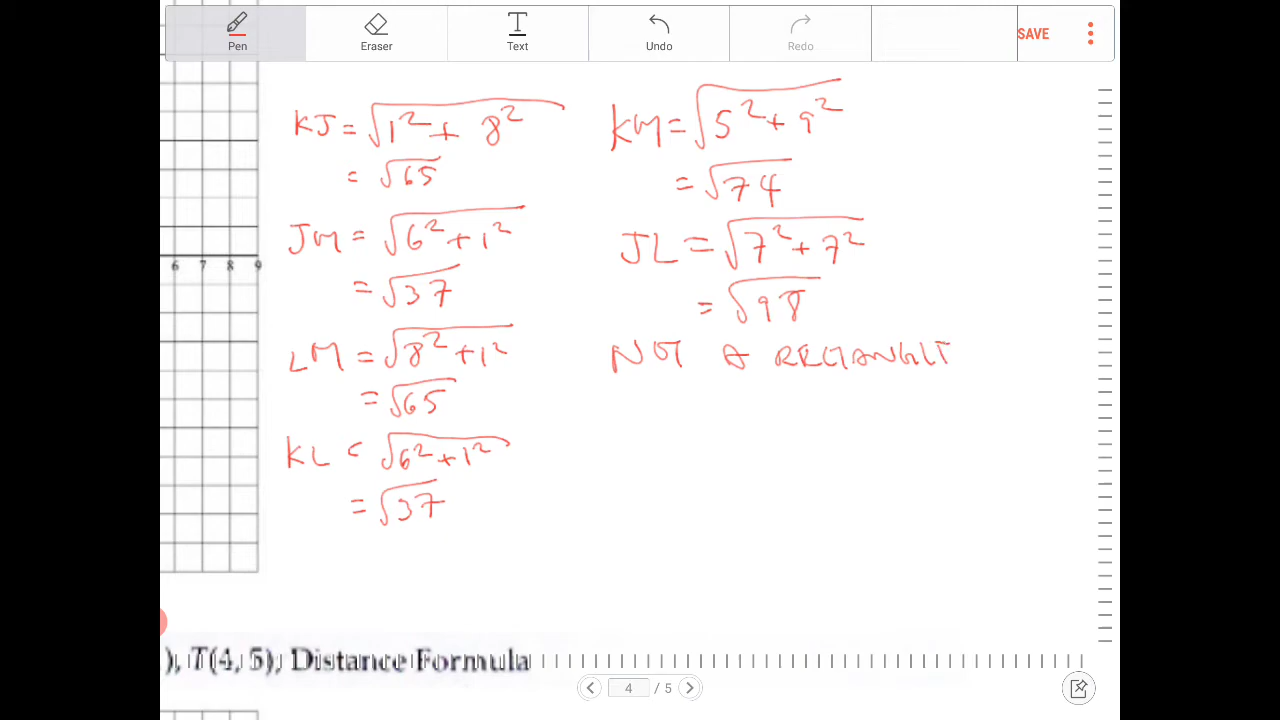 Pen Eraser Text Undo Redo SAVE
KJ = √1² + 8²
= √65
JM = √6² + 1²
= √37
LM = √8² + 1²
= √65
KL = √6² + 1²
= √37
KM = √5² + 9²
= √74
JL = √7² + 7²
= √98
NOT A RECTANGLE
6 7 8 9
), T(4, 5); Distance Formula
4 / 5